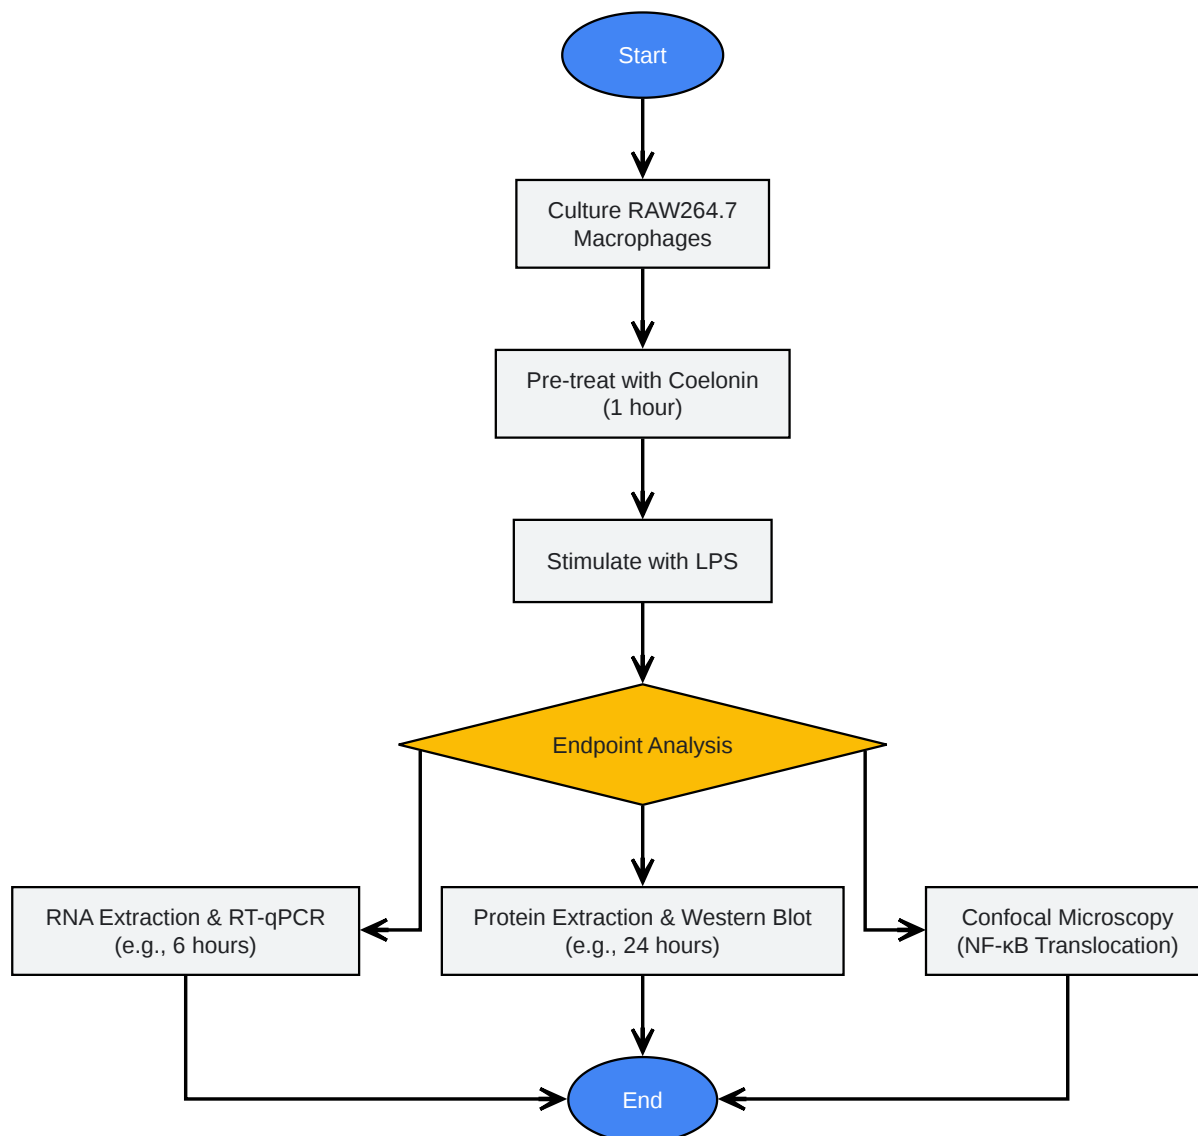 Start
Culture RAW264.7
Macrophages
Pre-treat with Coelonin
(1 hour)
Stimulate with LPS
Endpoint Analysis
RNA Extraction & RT-qPCR
(e.g., 6 hours)
Protein Extraction & Western Blot
(e.g., 24 hours)
Confocal Microscopy
(NF-κB Translocation)
End